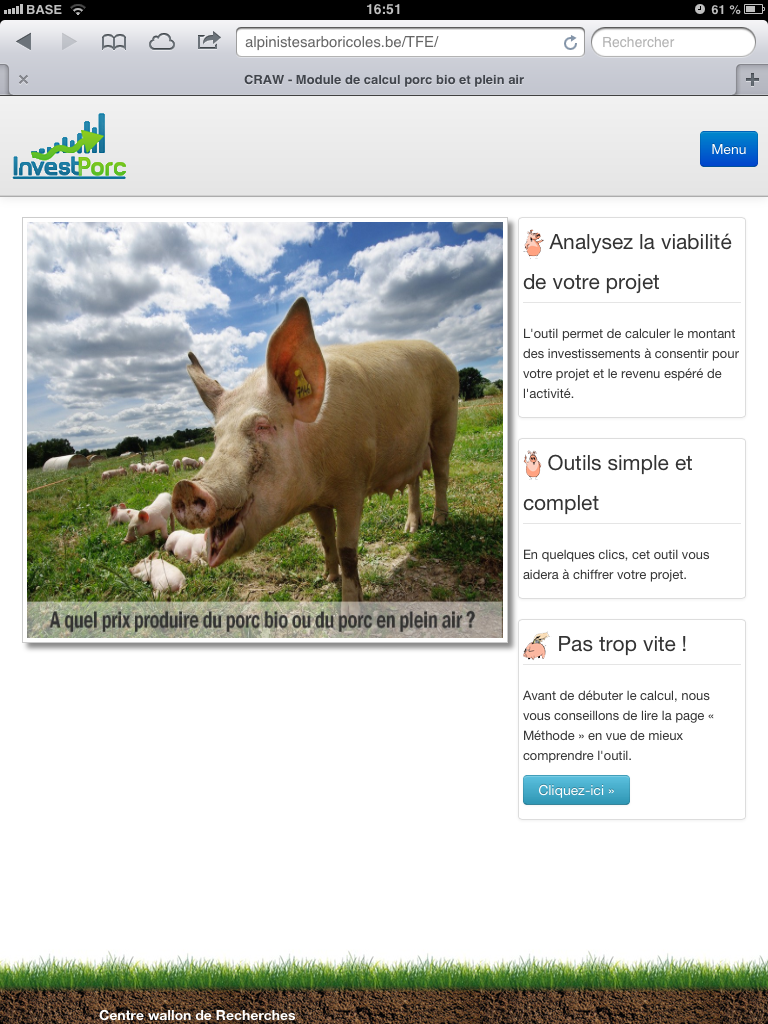 BASE
16:51
61 %
alpinistesarboricoles.be/TFE/
Rechercher
CRAW - Module de calcul porc bio et plein air
InvestPorc
Menu
A quel prix produire du porc bio ou du porc en plein air ?
Analysez la viabilité
de votre projet
L'outil permet de calculer le montant
des investissements à consentir pour
votre projet et le revenu espéré de
l'activité.
Outils simple et
complet
En quelques clics, cet outil vous
aidera à chiffrer votre projet.
Pas trop vite !
Avant de débuter le calcul, nous
vous conseillons de lire la page «
Méthode » en vue de mieux
comprendre l'outil.
Cliquez-ici »
Centre wallon de Recherches